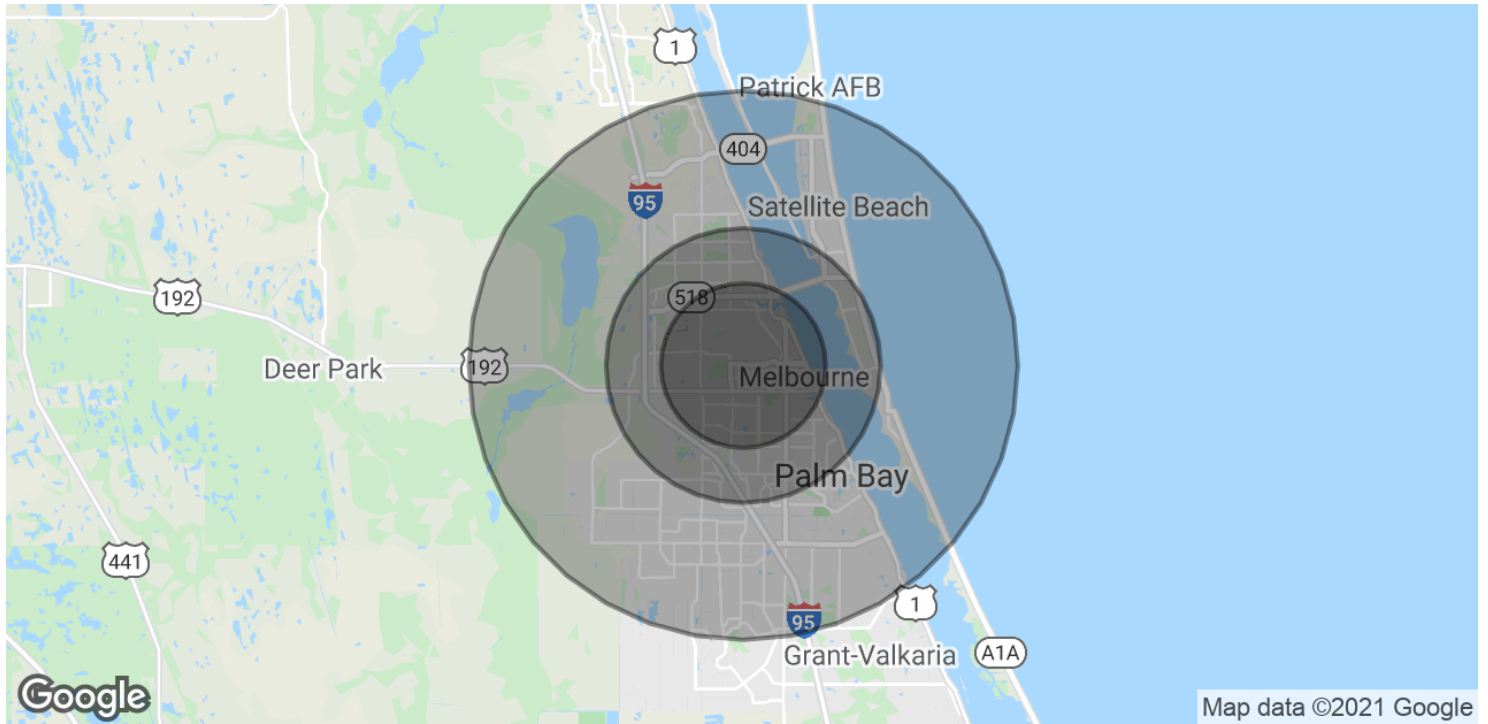 1
Patrick AFB
404
95
Satellite Beach
518
192
Deer Park
192
Melbourne
Palm Bay
441
1
95
Grant-Valkaria
A1A
Google
Map data ©2021 Google